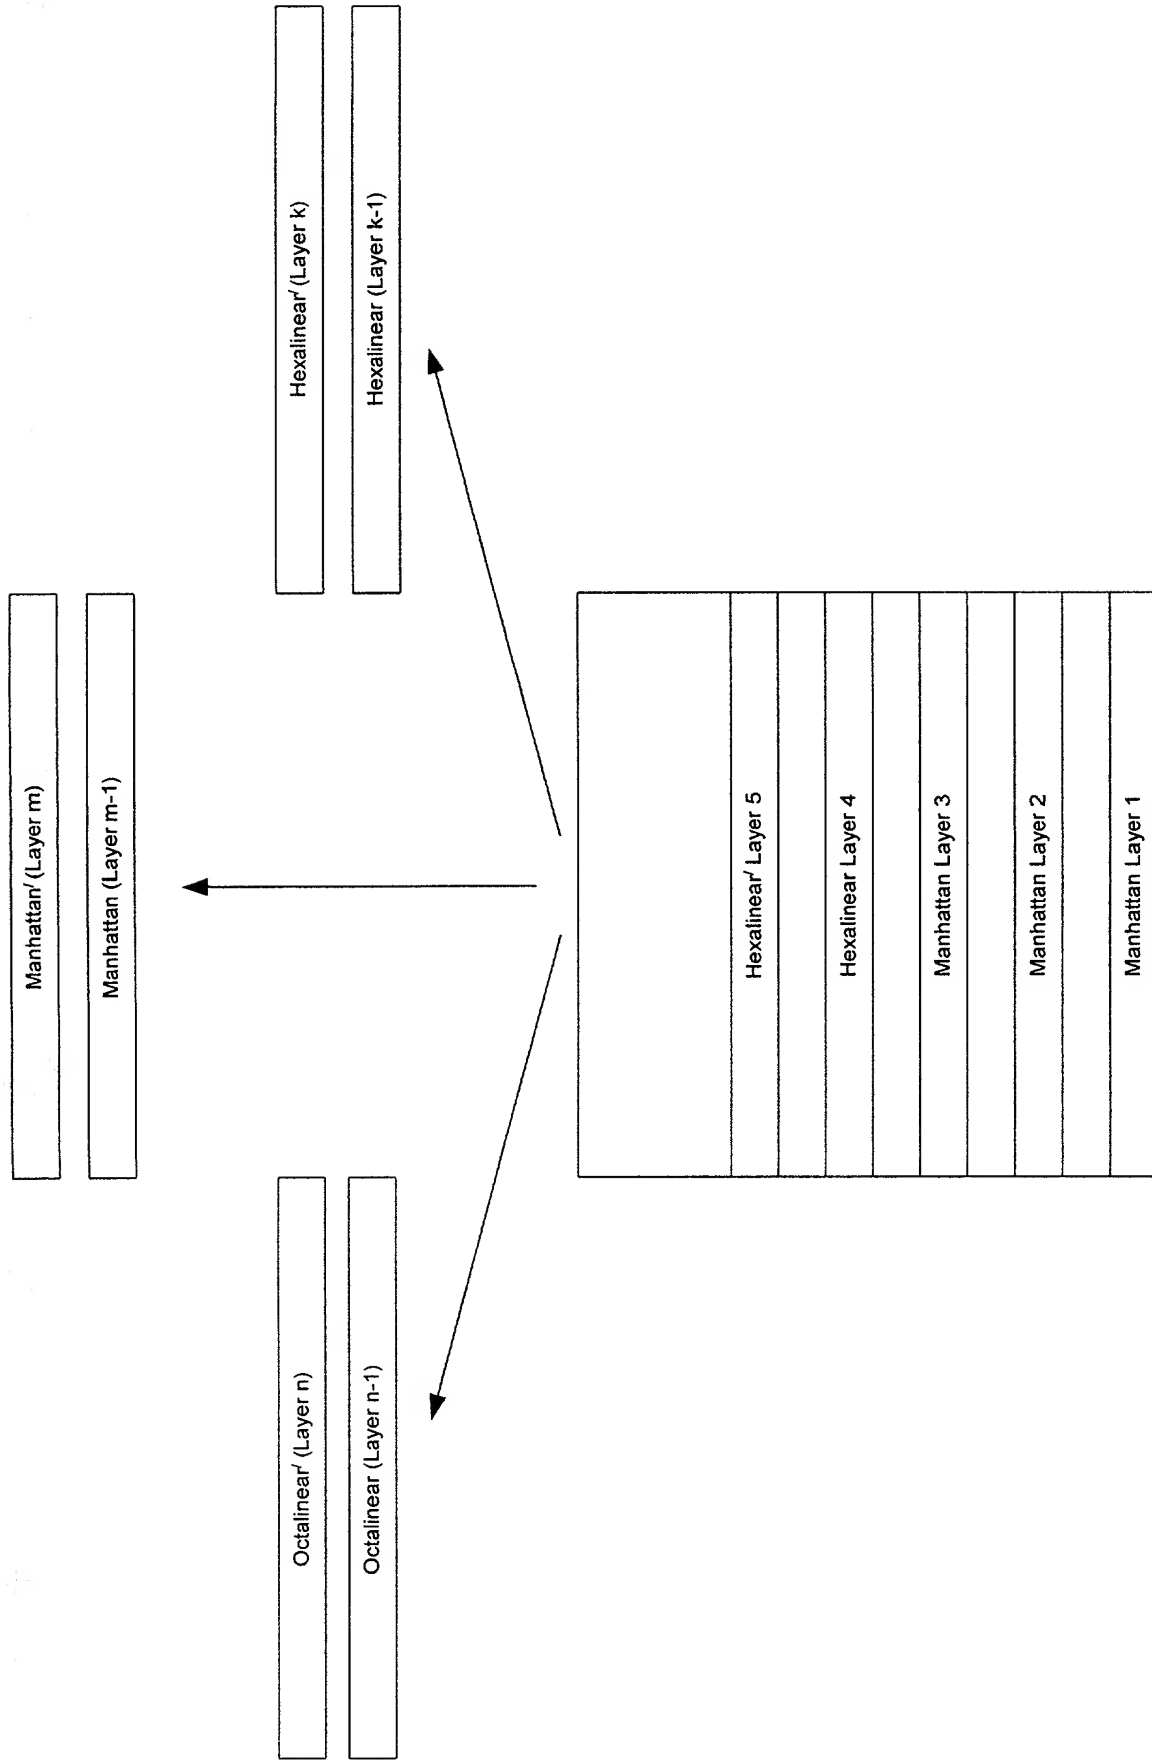 Manhattan′ (Layer m)
Manhattan (Layer m-1)
Octalinear′ (Layer n)
Octalinear (Layer n-1)
Hexalinear′ (Layer k)
Hexalinear (Layer k-1)
Hexalinear′ Layer 5
Hexalinear Layer 4
Manhattan Layer 3
Manhattan Layer 2
Manhattan Layer 1